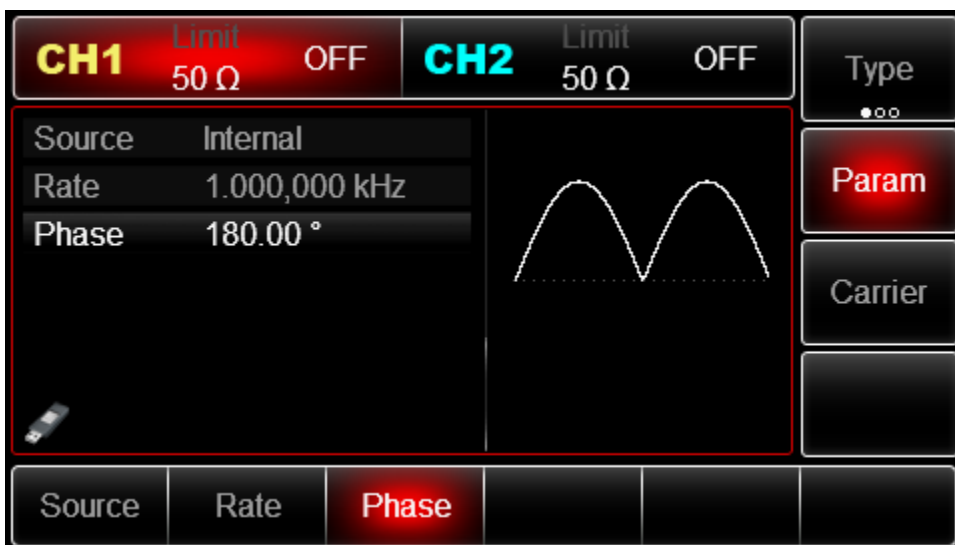 CH1 Limit 50 Ω OFF
CH2 Limit 50 Ω OFF
Type
Source Internal
Rate 1.000,000 kHz
Phase 180.00 °
Param
Carrier
Source Rate Phase